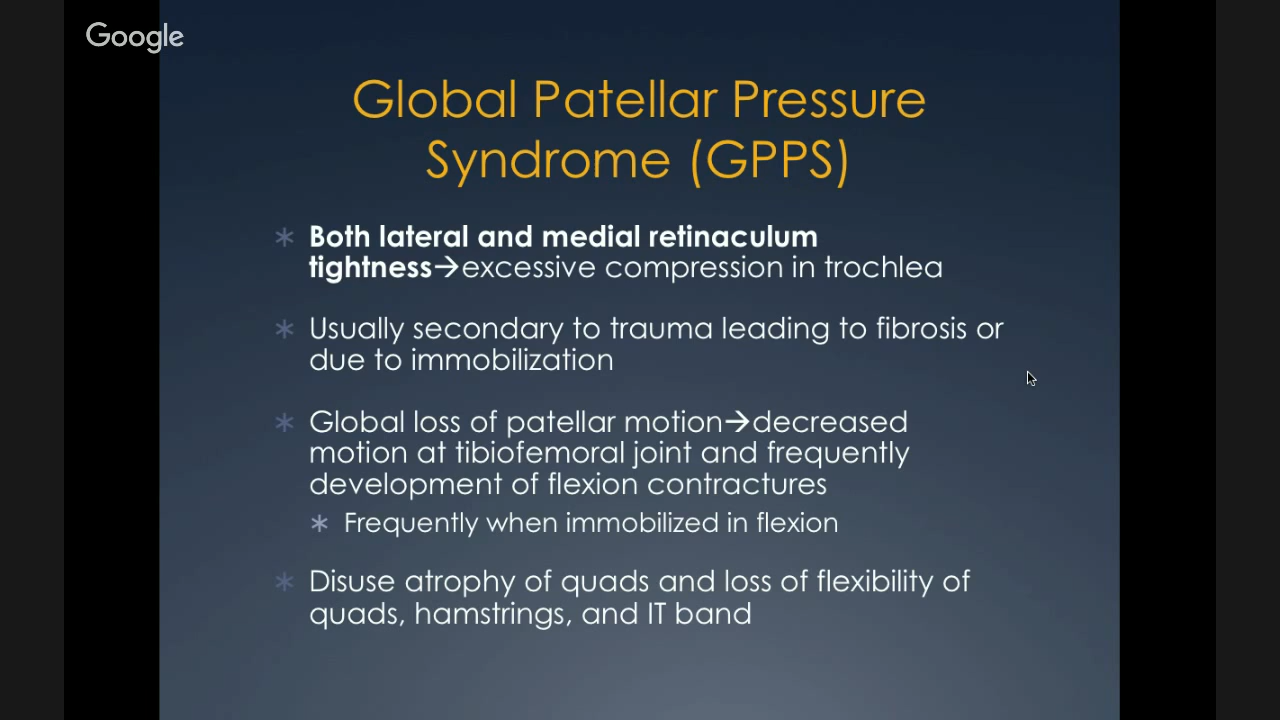 Google
Global Patellar Pressure
Syndrome (GPPS)
* Both lateral and medial retinaculum
tightness→excessive compression in trochlea
* Usually secondary to trauma leading to fibrosis or
due to immobilization
* Global loss of patellar motion→decreased
motion at tibiofemoral joint and frequently
development of flexion contractures
* Frequently when immobilized in flexion
* Disuse atrophy of quads and loss of flexibility of
quads, hamstrings, and IT band